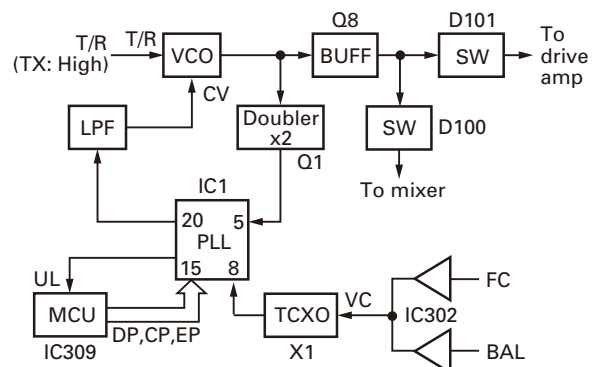 Q8
D101
To
drive
amp
T/R
T/R
(TX: High)
VCO
BUFF
SW
CV
LPF
Doubler
x2
Q1
SW
D100
To mixer
IC1
20
5
PLL
15
8
UL
MCU
IC309
DP,CP,EP
TCXO
X1
VC
IC302
FC
BAL